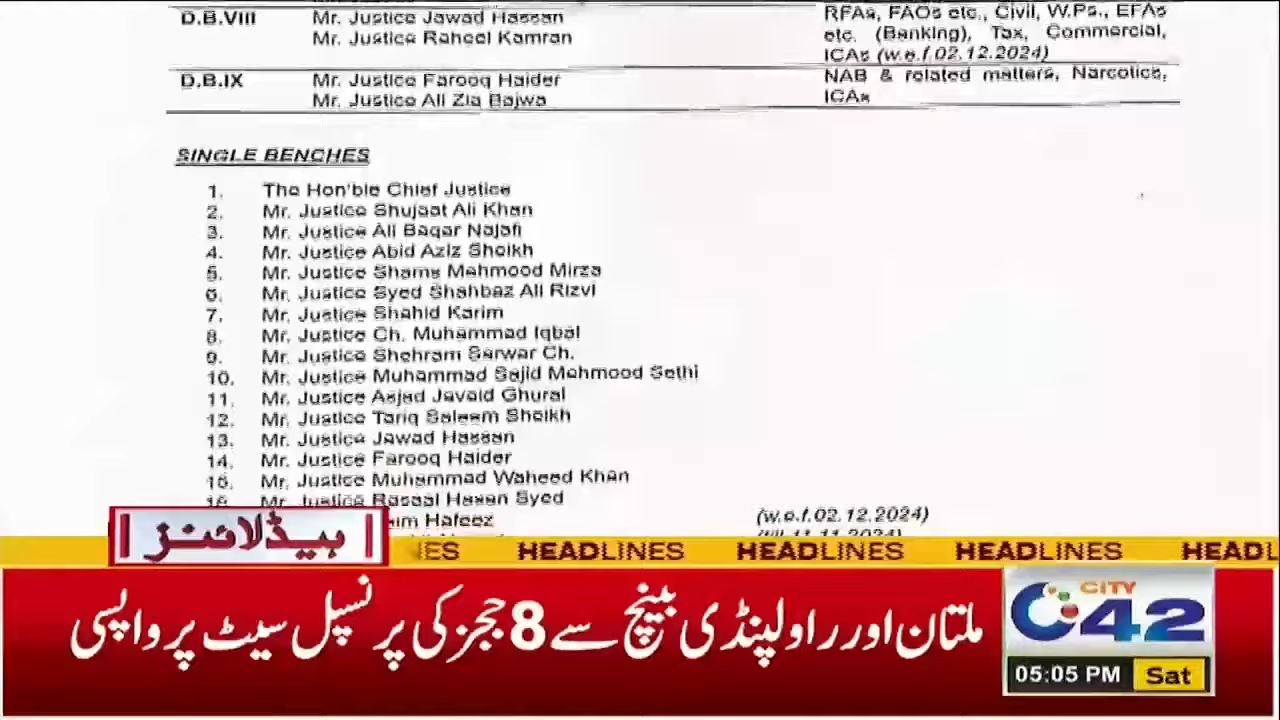 D.B.VIII Mr. Justice Jawad Hassan RFAs, FAOs etc., Civil, W.Ps., EFAs
Mr. Justice Raheel Kamran etc. (Banking), Tax, Commercial,
ICAs (w.e.f.02.12.2024)
D.B.IX Mr. Justice Farooq Haider NAB & related matters, Narcotics,
Mr. Justice Ali Zia Bajwa ICAs
SINGLE BENCHES
1. The Hon'ble Chief Justice
2. Mr. Justice Shujaat Ali Khan
3. Mr. Justice Ali Baqar Najafi
4. Mr. Justice Abid Aziz Sheikh
5. Mr. Justice Shams Mehmood Mirza
6. Mr. Justice Syed Shahbaz Ali Rizvi
7. Mr. Justice Shahid Karim
8. Mr. Justice Ch. Muhammad Iqbal
9. Mr. Justice Shehram Sarwar Ch.
10. Mr. Justice Muhammad Sajid Mehmood Sethi
11. Mr. Justice Asjad Javaid Ghural
12. Mr. Justice Tariq Saleem Sheikh
13. Mr. Justice Jawad Hassan
14. Mr. Justice Farooq Haider
15. Mr. Justice Muhammad Waheed Khan
16. Mr. Justice Rasaal Hasan Syed
Hafeez (w.e.f.02.12.2024)
(till 11.11.2024)
ہیڈلائنز
HEADLINES HEADLINES HEADLINES
ملتان اور راولپنڈی بینچ سے 8 ججز کی پرنسپل سیٹ پر واپسی
CITY
42
05:05 PM Sat